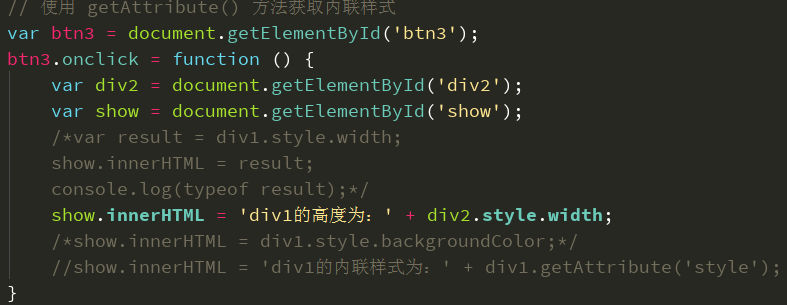 // 使用 getAttribute() 方法获取内联样式
var btn3 = document.getElementById('btn3');
btn3.onclick = function () {
var div2 = document.getElementById('div2');
var show = document.getElementById('show');
/*var result = div1.style.width;
show.innerHTML = result;
console.log(typeof result);*/
show.innerHTML = 'div1的高度为：' + div2.style.width;
/*show.innerHTML = div1.style.backgroundColor;*/
//show.innerHTML = 'div1的内联样式为：' + div1.getAttribute('style');
}